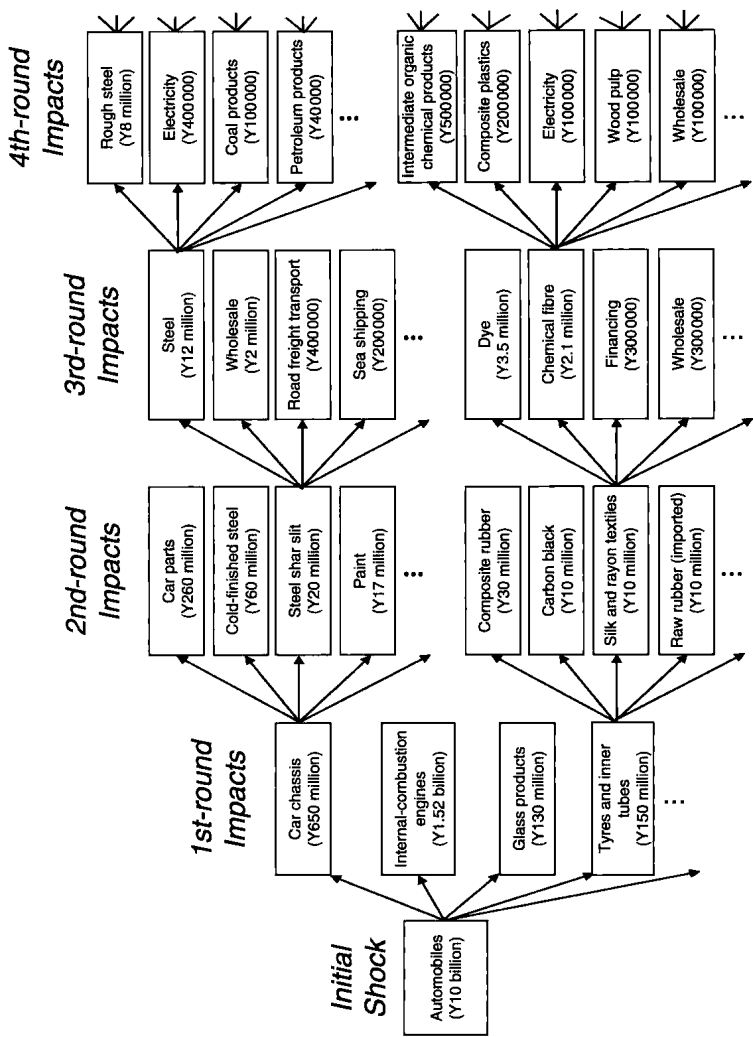 Initial
Shock
Automobiles
(Y10 billion)
1st-round
Impacts
Car chassis
(Y650 million)
Internal-combustion
engines
(Y1.52 billion)
Glass products
(Y130 million)
Tyres and inner
tubes
(Y150 million)
...
2nd-round
Impacts
Car parts
(Y260 million)
Cold-finished steel
(Y60 million)
Steel shar slit
(Y20 million)
Paint
(Y17 million)
...
Composite rubber
(Y30 million)
Carbon black
(Y10 million)
Silk and rayon textiles
(Y10 million)
Raw rubber (imported)
(Y10 million)
...
3rd-round
Impacts
Steel
(Y12 million)
Wholesale
(Y2 million)
Road freight transport
(Y400000)
Sea shipping
(Y200000)
...
Dye
(Y3.5 million)
Chemical fibre
(Y2.1 million)
Financing
(Y300000)
Wholesale
(Y300000)
...
4th-round
Impacts
Rough steel
(Y8 million)
Electricity
(Y400000)
Coal products
(Y100000)
Petroleum products
(Y40000)
...
Intermediate organic
chemical products
(Y500000)
Composite plastics
(Y200000)
Electricity
(Y100000)
Wood pulp
(Y100000)
Wholesale
(Y100000)
...